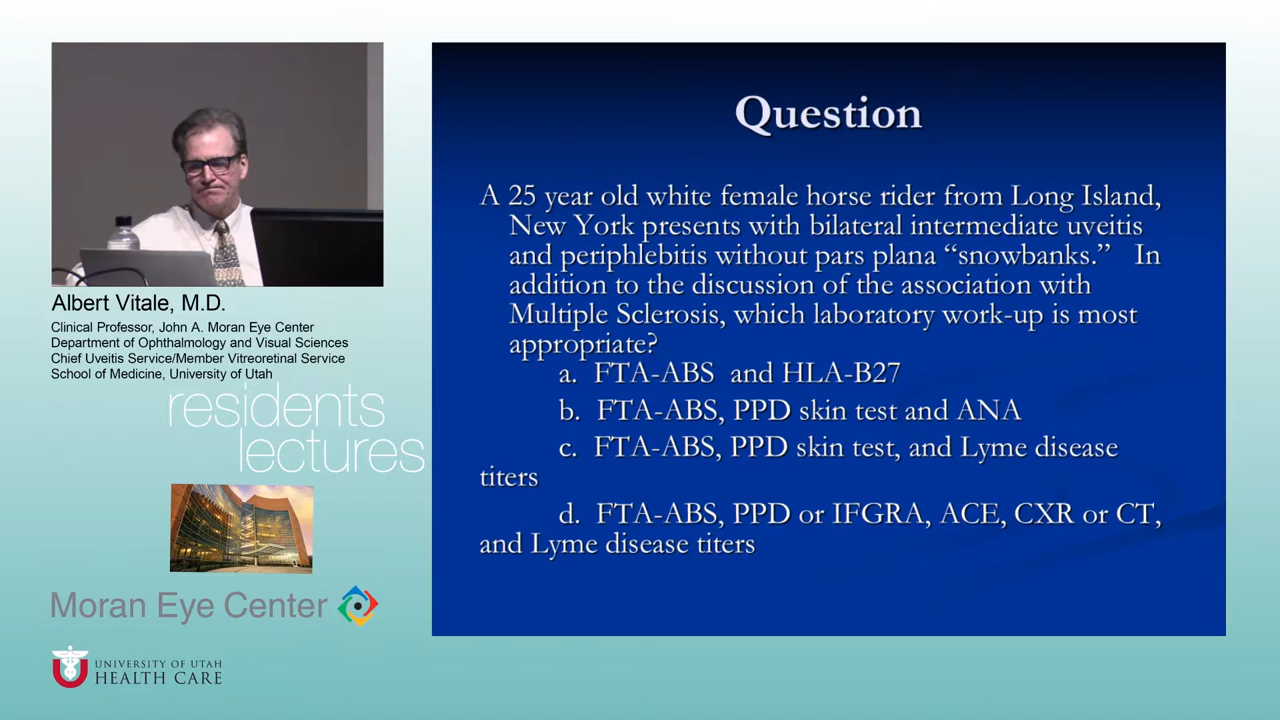 Question
A 25 year old white female horse rider from Long Island,
New York presents with bilateral intermediate uveitis
and periphlebitis without pars plana “snowbanks.” In
addition to the discussion of the association with
Multiple Sclerosis, which laboratory work-up is most
appropriate?
a. FTA-ABS and HLA-B27
b. FTA-ABS, PPD skin test and ANA
c. FTA-ABS, PPD skin test, and Lyme disease
titers
d. FTA-ABS, PPD or IFGRA, ACE, CXR or CT,
and Lyme disease titers
Albert Vitale, M.D.
Clinical Professor, John A. Moran Eye Center
Department of Ophthalmology and Visual Sciences
Chief Uveitis Service/Member Vitreoretinal Service
School of Medicine, University of Utah
residents
lectures
Moran Eye Center
UNIVERSITY OF UTAH
HEALTH CARE